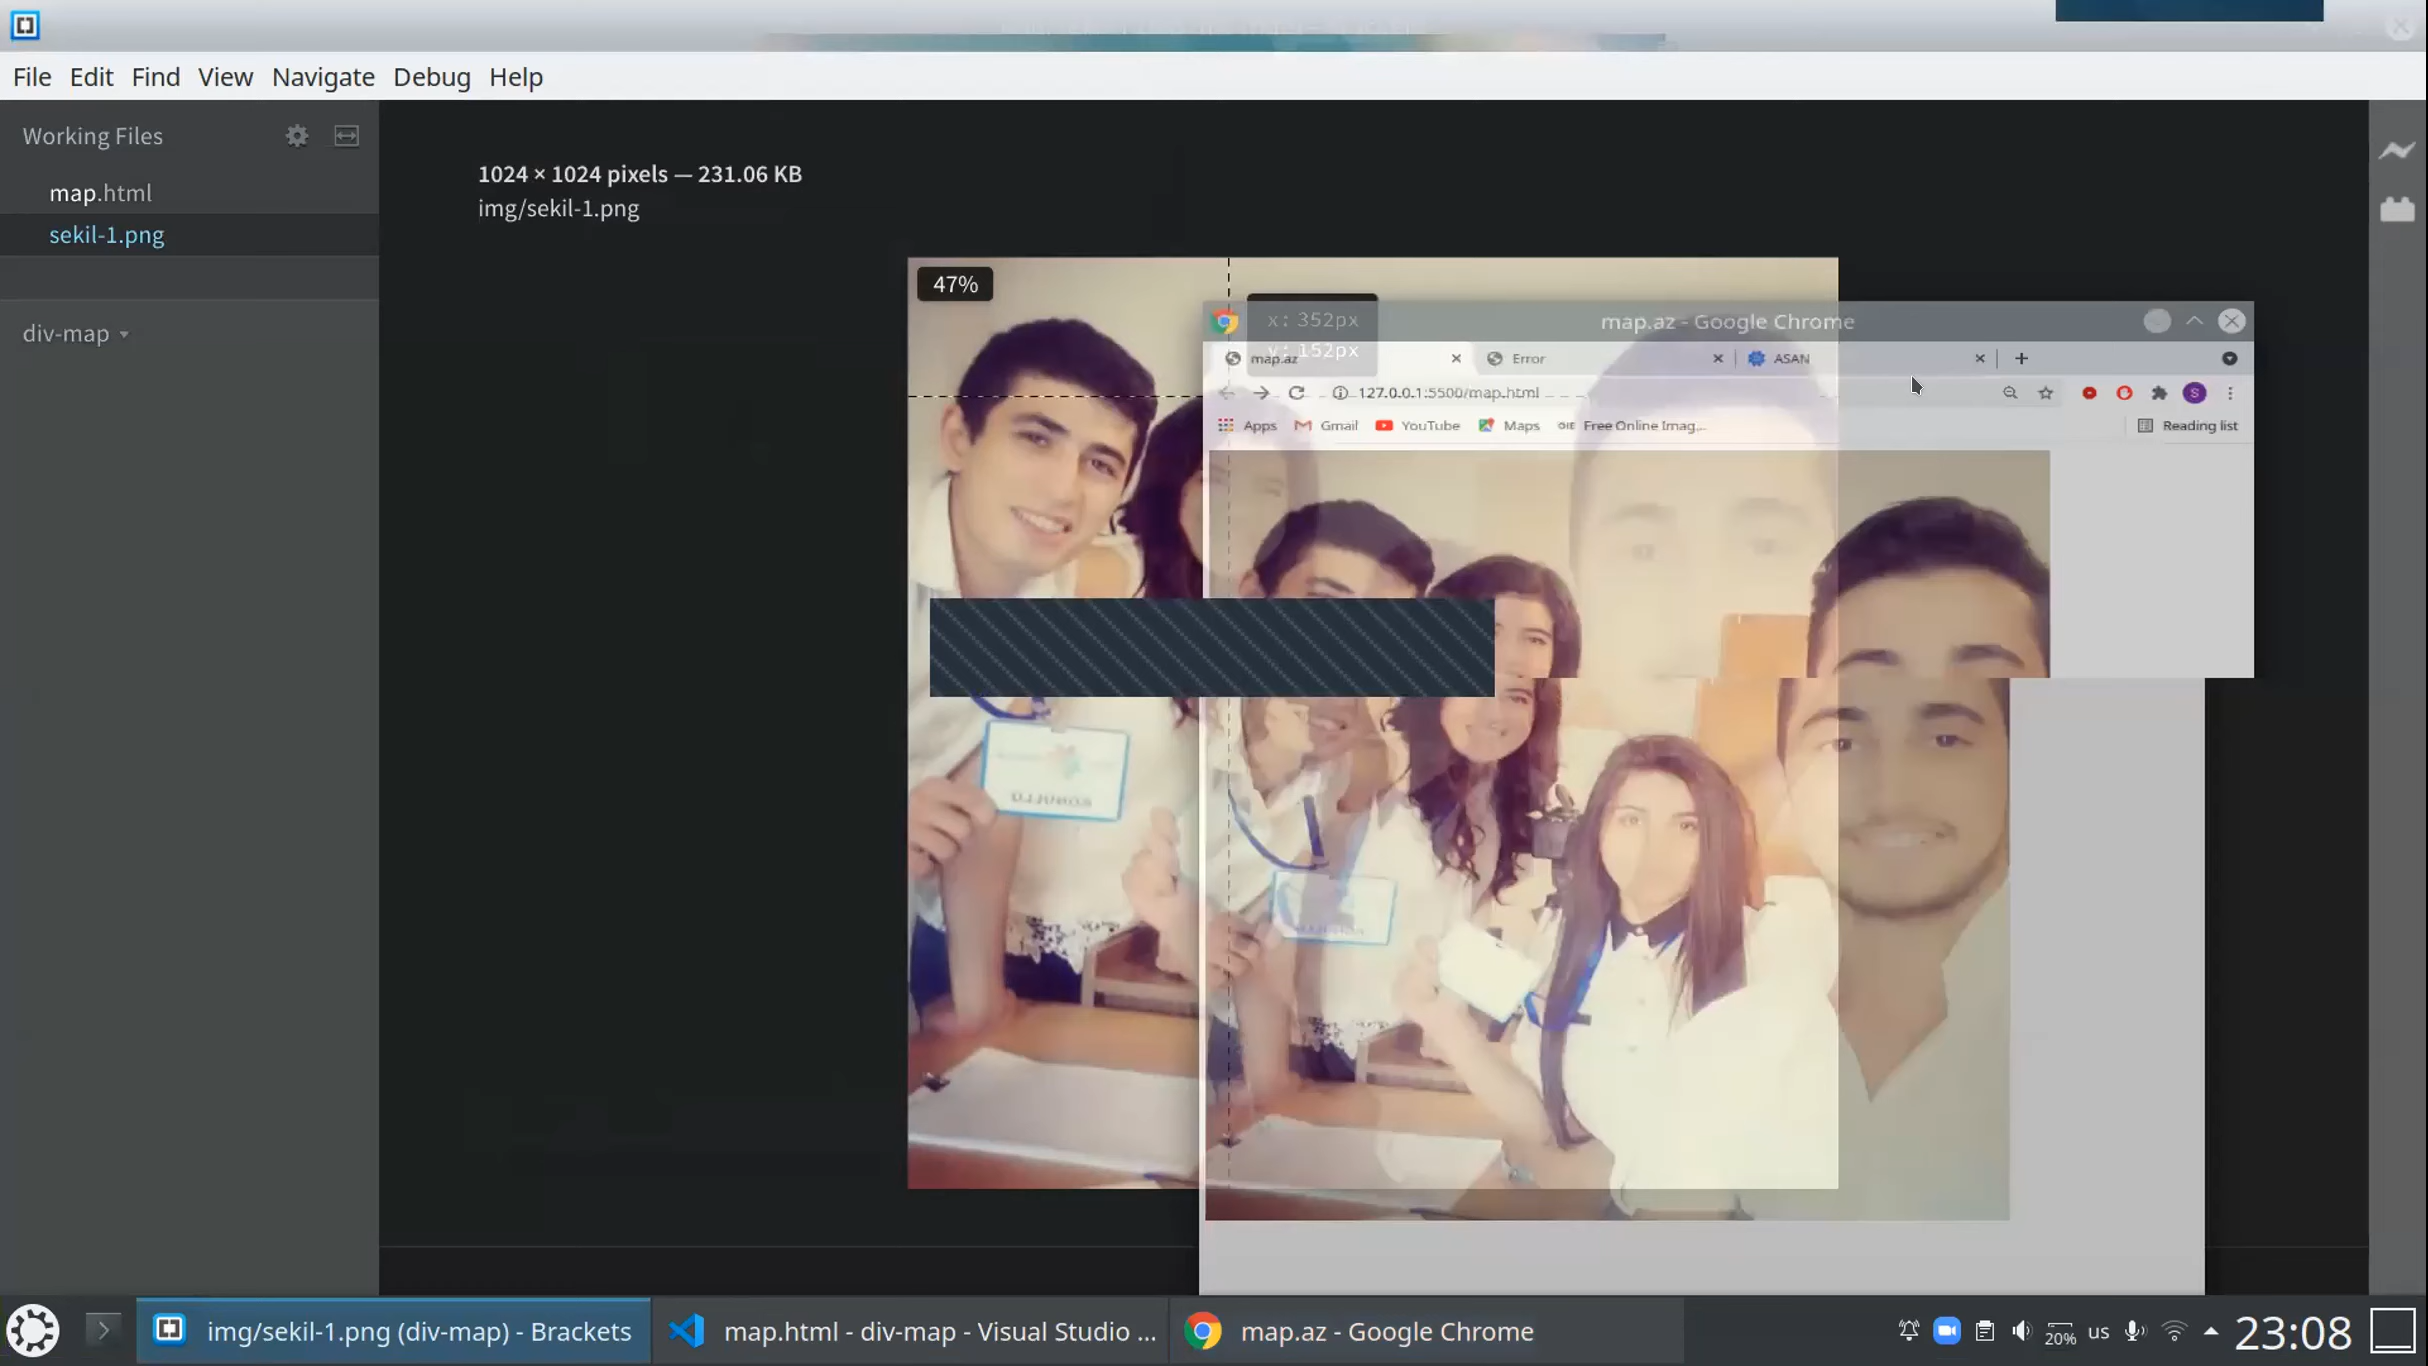 File Edit Find View Navigate Debug Help
Working Files
map.html
sekil-1.png
div-map
1024 × 1024 pixels — 231.06 KB
img/sekil-1.png
47%
x: 352px
y: 152px
map.az - Google Chrome
map.az
Error
ASAN
127.0.0.1:5500/map.html
S
Apps Gmail YouTube Maps GIE Free Online Imag... Reading list
img/sekil-1.png (div-map) - Brackets
map.html - div-map - Visual Studio ...
map.az - Google Chrome
20%
us
23:08